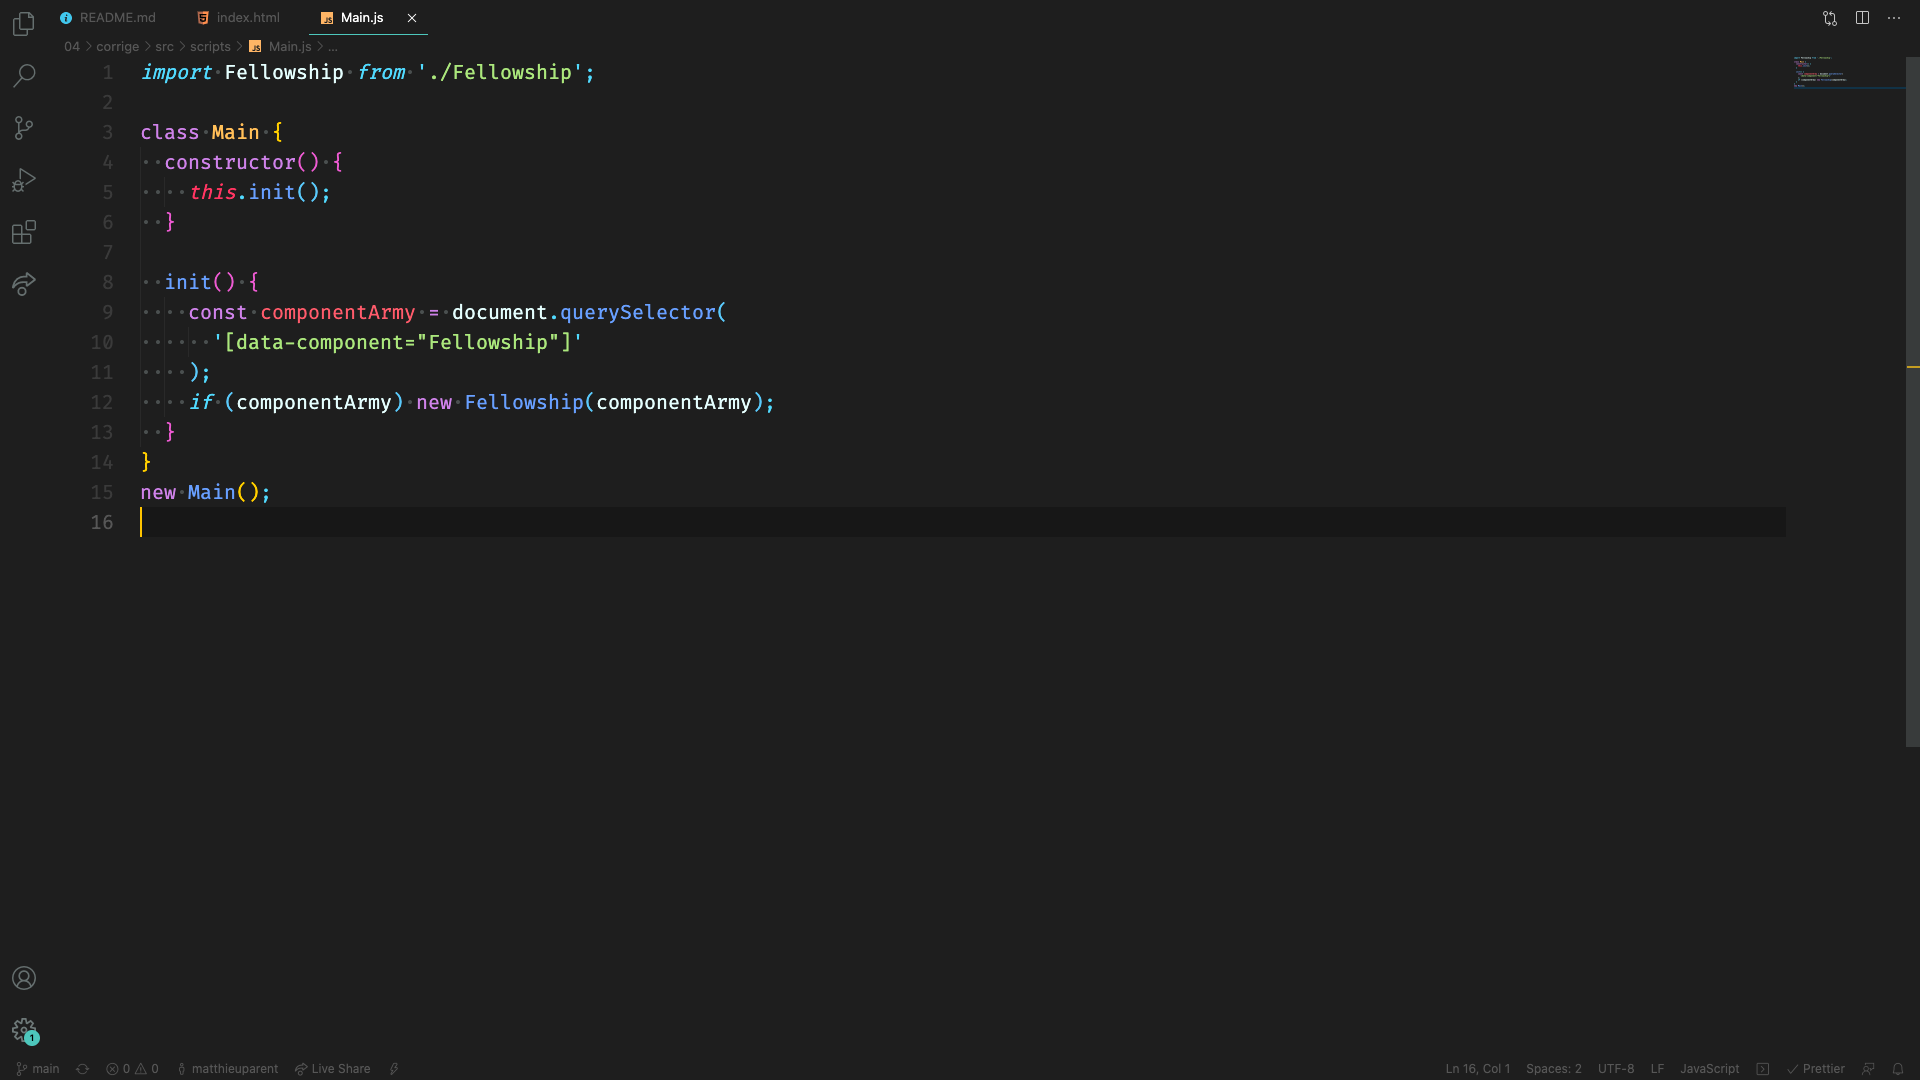 README.md index.html Main.js
04 > corrige > src > scripts > Main.js > ...
1 import Fellowship from './Fellowship';
2
3 class Main {
4   constructor() {
5     this.init();
6   }
7
8   init() {
9     const componentArmy = document.querySelector(
10       '[data-component="Fellowship"]'
11     );
12     if (componentArmy) new Fellowship(componentArmy);
13   }
14 }
15 new Main();
16
1
main 0 0 matthieuparent Live Share Ln 16, Col 1 Spaces: 2 UTF-8 LF JavaScript Prettier